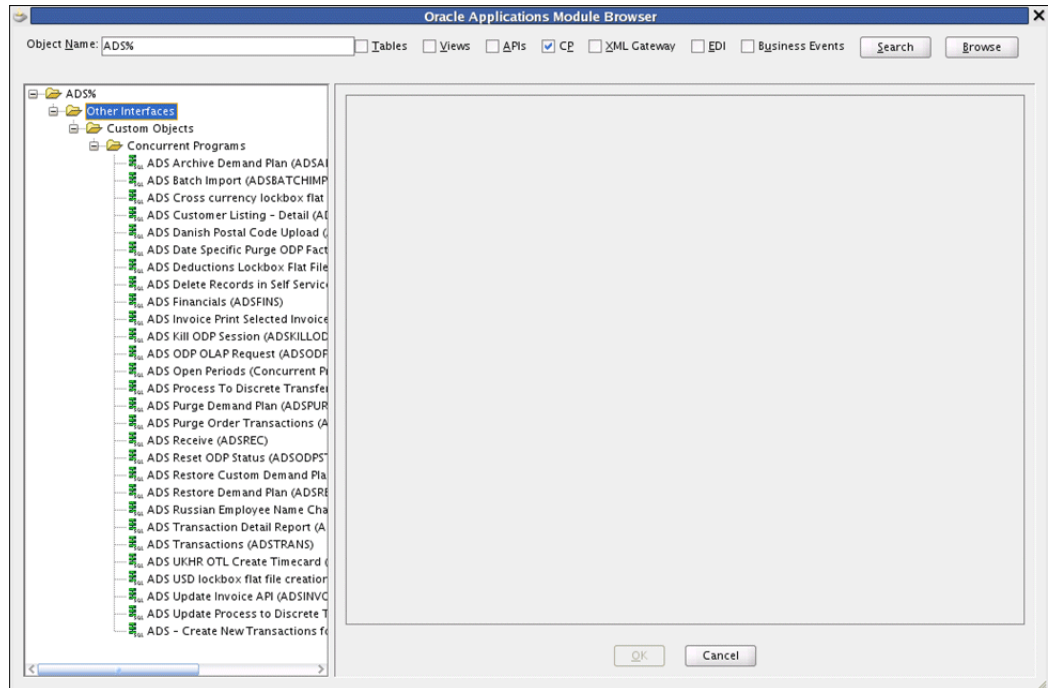 Oracle Applications Module Browser
Object Name: ADS% Tables Views APIs CP XML Gateway EDI Business Events Search Browse
ADS%
Other Interfaces
Custom Objects
Concurrent Programs
ADS Archive Demand Plan (ADSAI
ADS Batch Import (ADSBATCHIMP
ADS Cross currency lockbox flat
ADS Customer Listing - Detail (AD
ADS Danish Postal Code Upload (
ADS Date Specific Purge ODP Fact
ADS Deductions Lockbox Flat File
ADS Delete Records in Self Service
ADS Financials (ADSFINS)
ADS Invoice Print Selected Invoice
ADS Kill ODP Session (ADSKILLOD
ADS ODP OLAP Request (ADSODP
ADS Open Periods (Concurrent Pr
ADS Process To Discrete Transfer
ADS Purge Demand Plan (ADSPUR
ADS Purge Order Transactions (A
ADS Receive (ADSREC)
ADS Reset ODP Status (ADSODPST
ADS Restore Custom Demand Pla
ADS Restore Demand Plan (ADSRE
ADS Russian Employee Name Cha
ADS Transaction Detail Report (A
ADS Transactions (ADSTRANS)
ADS UKHR OTL Create Timecard (
ADS USD lockbox flat file creation
ADS Update Invoice API (ADSINVC
ADS Update Process to Discrete T
ADS - Create New Transactions fo
OK Cancel